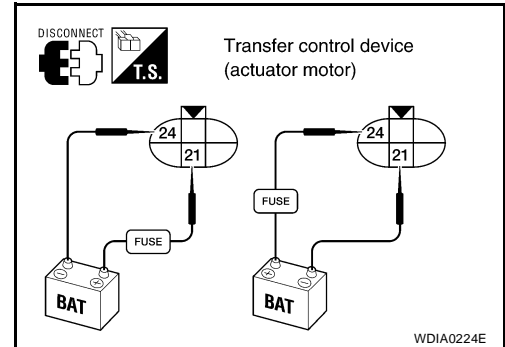 DISCONNECT
T.S.
Transfer control device
(actuator motor)
24
21
FUSE
BAT
24
21
FUSE
BAT
WDIA0224E